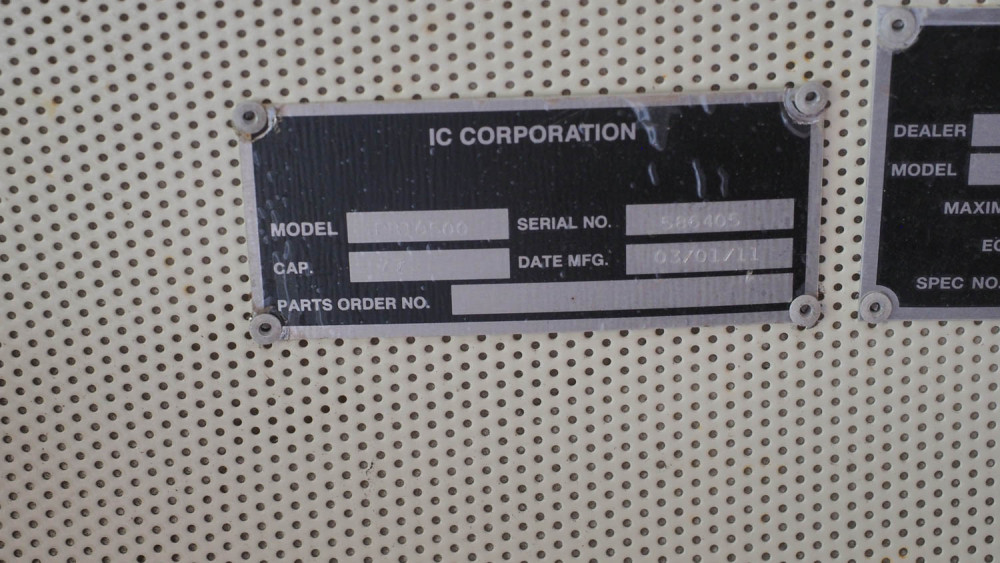 IC CORPORATION
MODEL
SERIAL NO. 586405
CAP.
DATE MFG. 03/01/11
PARTS ORDER NO.
DEALER
MODEL
SPEC NO.